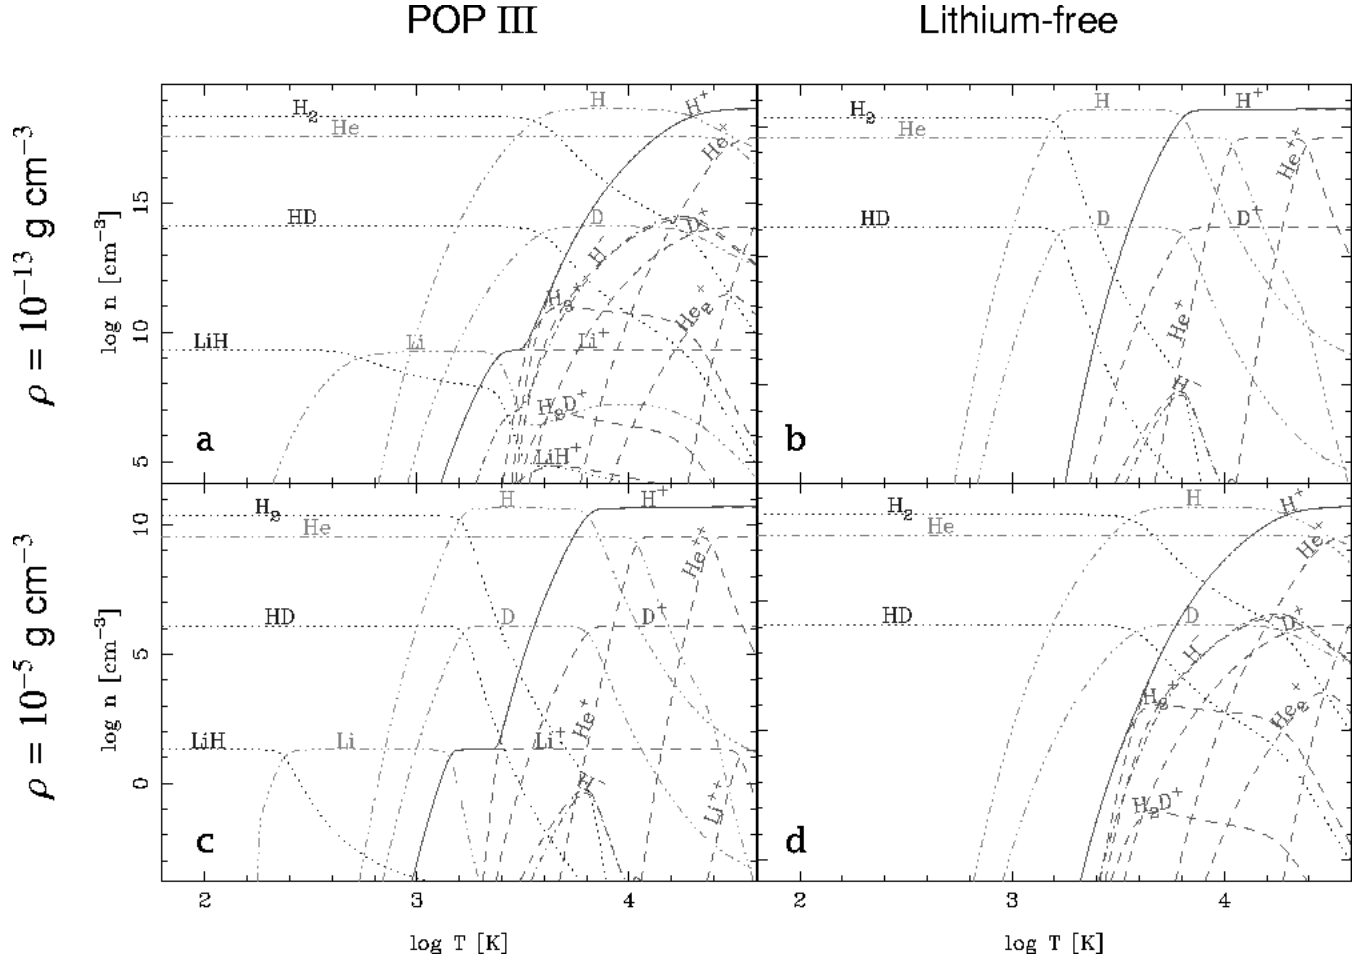 POP III
Lithium-free
ρ = 10⁻¹³ g cm⁻³
ρ = 10⁻⁵ g cm⁻³
log n [cm⁻³]
15
10
5
H₂
He
HD
LiH
Li
H
H⁺
He⁺
D
D⁺
H⁻
H₃⁺
He₂⁺
Li⁺
H₂D⁺
LiH⁺
a
H₂
He
HD
H
D
H⁺
He⁺⁺
D⁺
He⁺
H⁻
b
log n [cm⁻³]
10
5
0
H₂
He
HD
LiH
Li
H
D
H⁺
He⁺⁺
D⁺
He⁺
Li⁺
H⁻
Li⁺⁺
c
H₂
He
HD
H
H⁺
He⁺
D
D⁺
H⁻
H₃⁺
He₂⁺
H₂D⁺
d
2 3 4 2 3 4
log T [K] log T [K]